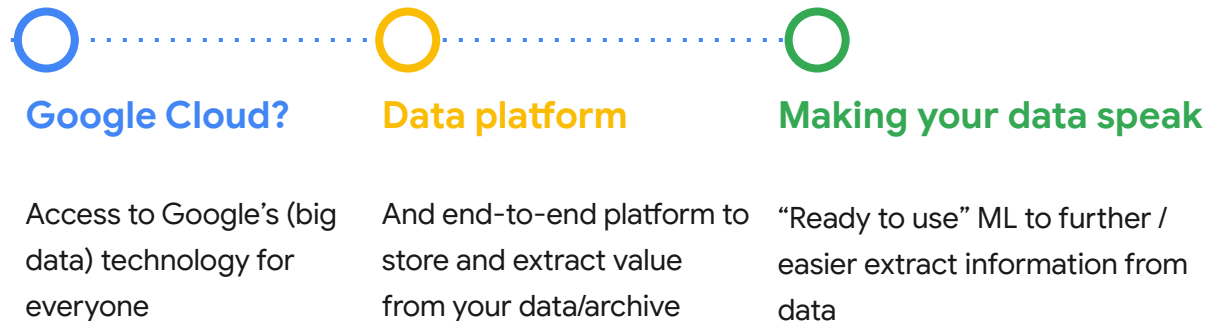 Google Cloud?
Access to Google's (big
data) technology for
everyone
Data platform
And end-to-end platform to
store and extract value
from your data/archive
Making your data speak
“Ready to use” ML to further /
easier extract information from
data